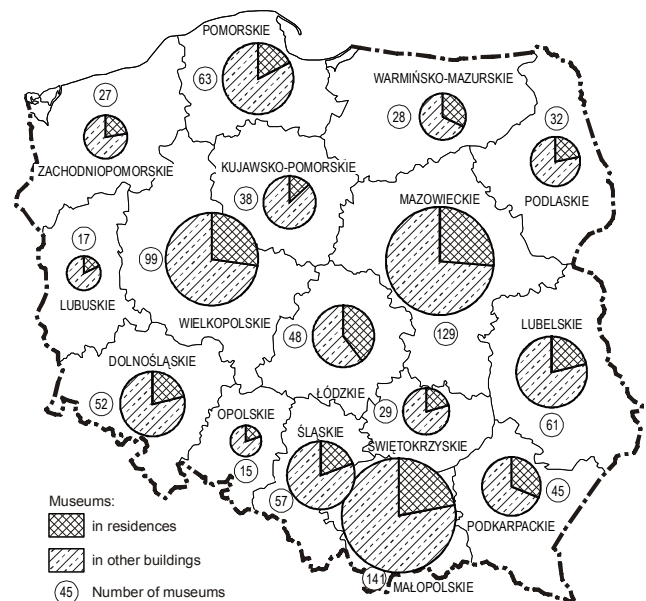 POMORSKIE
63
WARMIŃSKO-MAZURSKIE
28
27
ZACHODNIOPOMORSKIE
32
PODLASKIE
KUJAWSKO-POMORSKIE
38
MAZOWIECKIE
129
17
LUBUSKIE
99
WIELKOPOLSKIE
48
ŁÓDZKIE
LUBELSKIE
61
DOLNOŚLĄSKIE
52
OPOLSKIE
15
ŚLĄSKIE
57
29
ŚWIĘTOKRZYSKIE
45
PODKARPACKIE
141
MAŁOPOLSKIE
Museums:
in residences
in other buildings
45 Number of museums